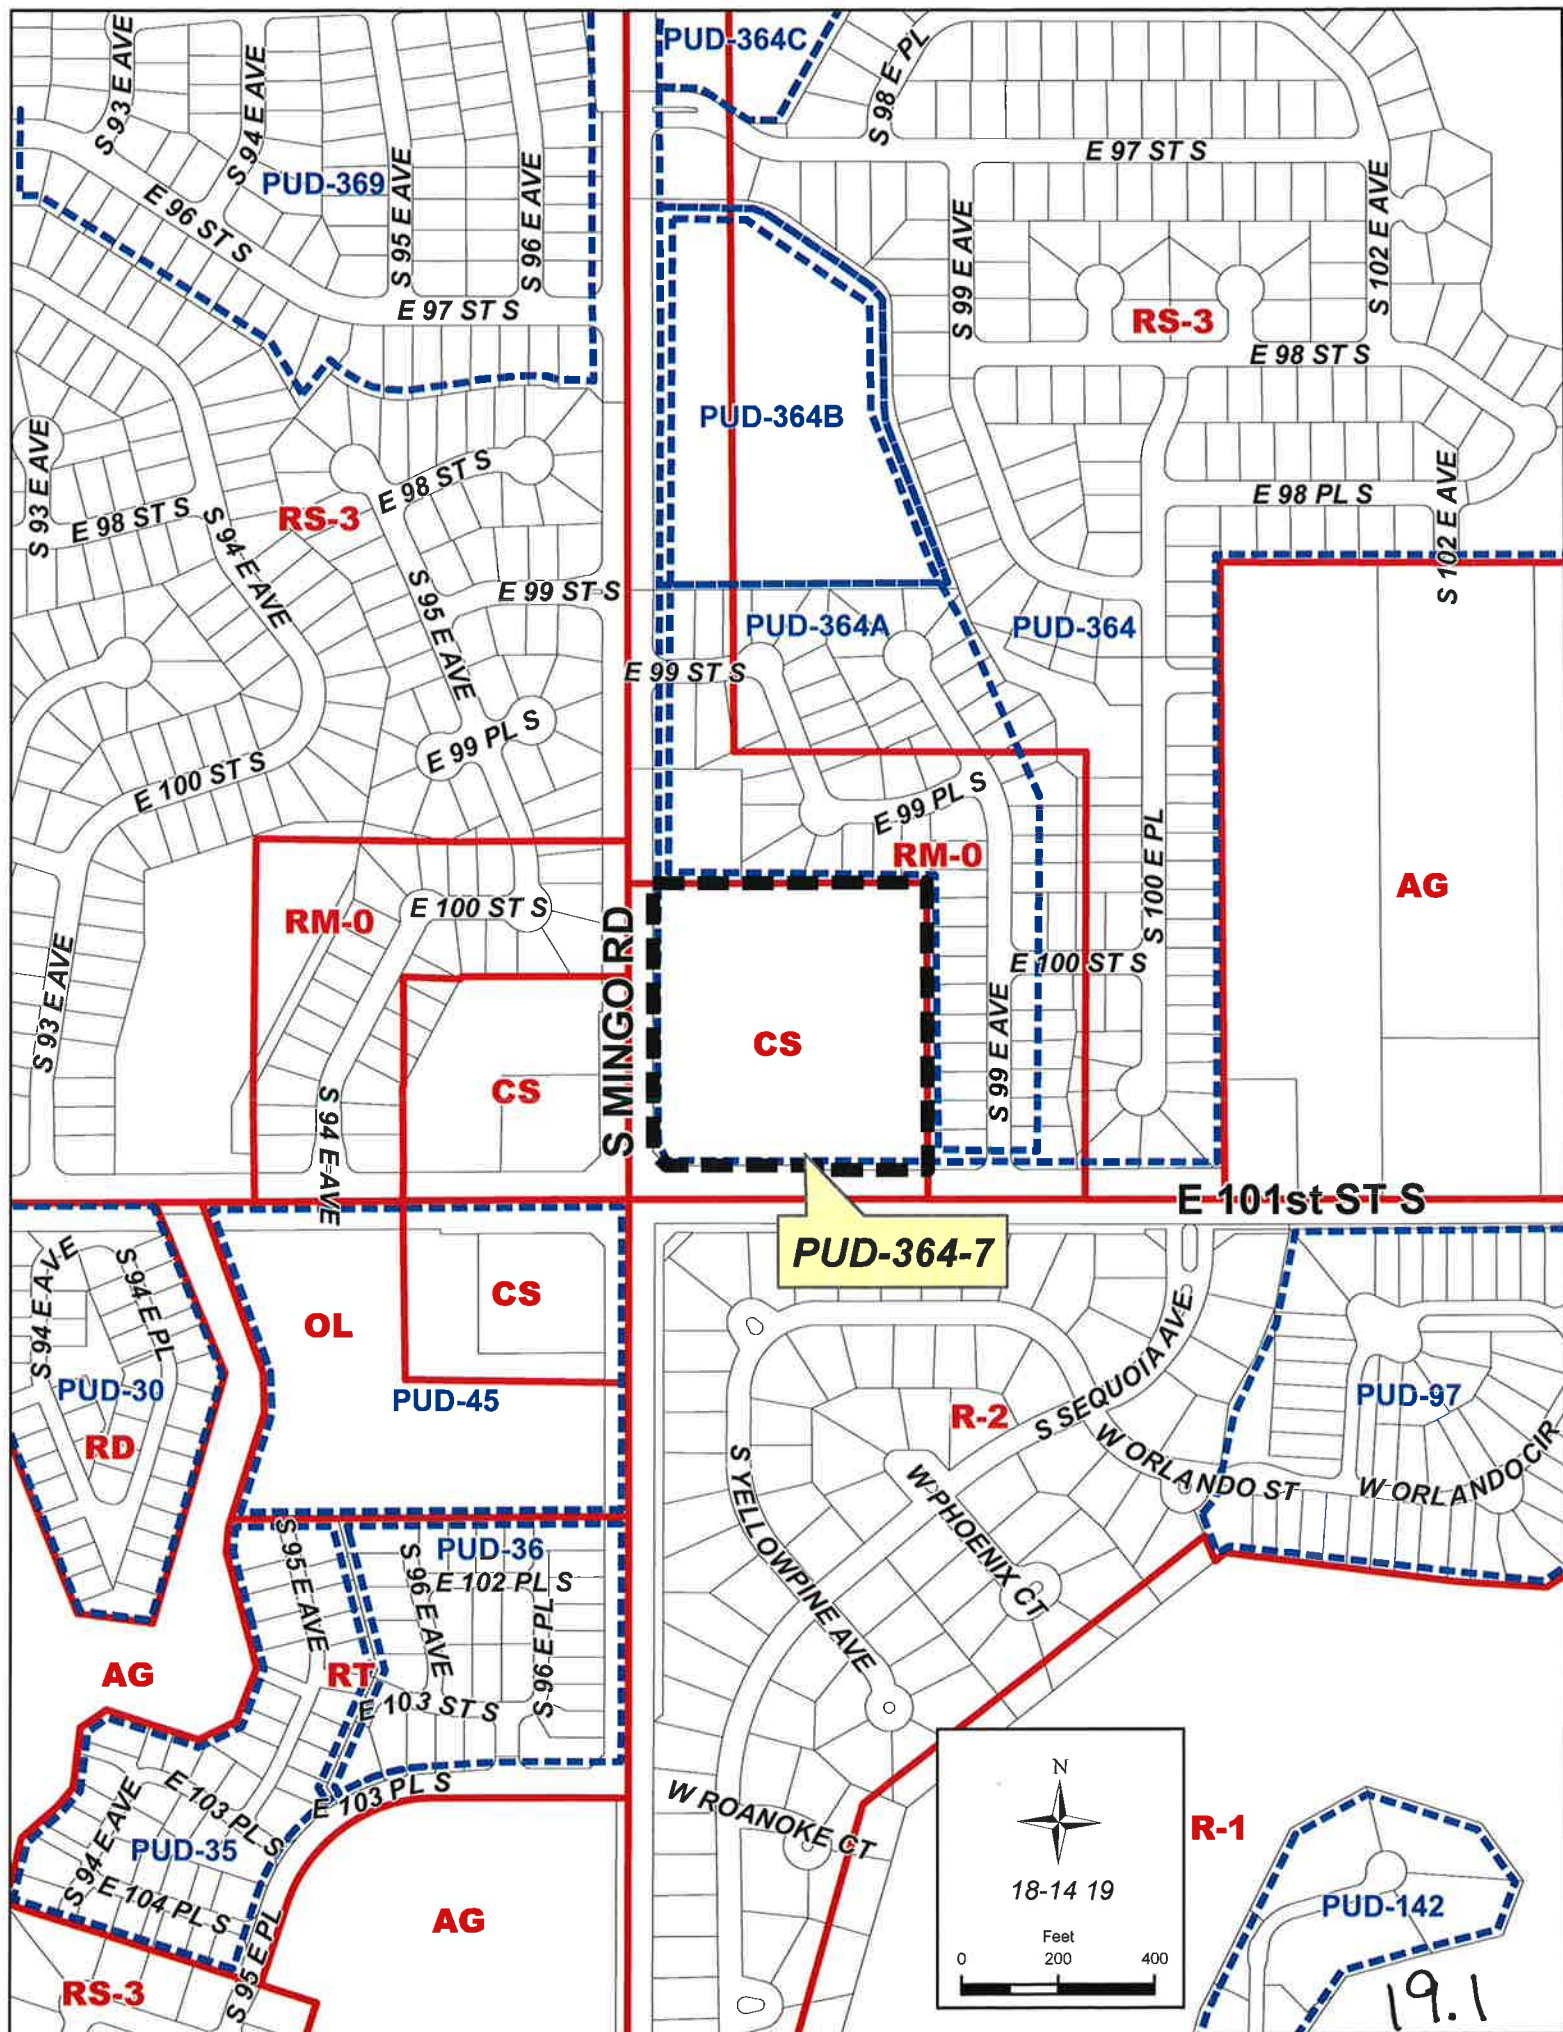 PUD-364C
S 93 E AVE
S 94 E AVE
S 98 E PL
E 97 ST S
PUD-369
S 95 E AVE
S 96 E AVE
E 96 ST S
S 99 E AVE
S 102 E AVE
E 97 ST S
RS-3
E 98 ST S
PUD-364B
S 93 E AVE
E 98 ST S
RS-3
E 98 ST S
S 94 E AVE
E 98 PL S
S 102 E AVE
S 95 E AVE
E 99 ST S
PUD-364A
PUD-364
E 99 ST S
E 99 PL S
E 100 ST S
E 99 PL S
RM-0
S 100 E PL
AG
RM-0
E 100 ST S
S MINGO RD
E 100 ST S
S 93 E AVE
CS
CS
S 99 E AVE
S 94 E AVE
E 101st ST S
PUD-364-7
S 94 E AVE
S 94 E PL
OL
CS
PUD-30
PUD-45
RD
R-2
S SEQUOIA AVE
PUD-97
W ORLANDO ST
W ORLANDO CIR
S YELLOWPINE AVE
W PHOENIX CT
S 95 E AVE
PUD-36
S 96 E AVE
E 102 PL S
S 96 E PL
AG
RT
E 103 ST S
E 103 PL S
E 103 PL S
S 94 E AVE
PUD-35
E 104 PL S
S 95 E PL
AG
RS-3
W ROANOKE CT
N
18-14 19
Feet
0 200 400
R-1
PUD-142
19.1